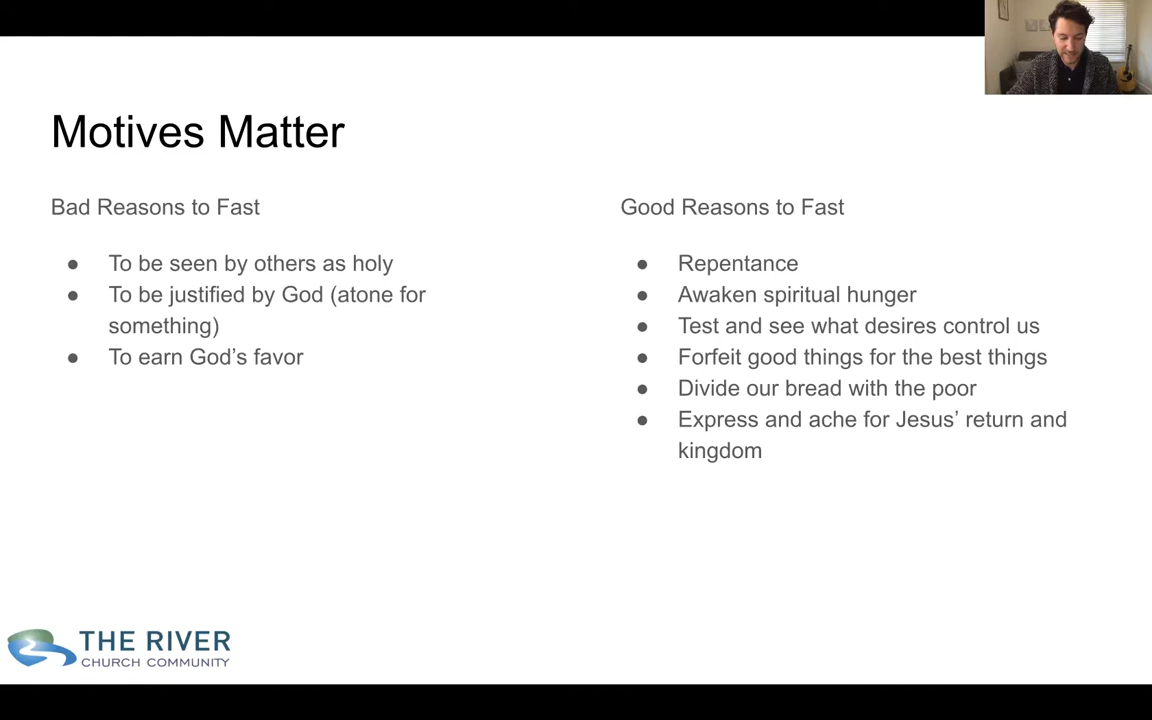 Motives Matter
Bad Reasons to Fast
● To be seen by others as holy
● To be justified by God (atone for
something)
● To earn God's favor
Good Reasons to Fast
● Repentance
● Awaken spiritual hunger
● Test and see what desires control us
● Forfeit good things for the best things
● Divide our bread with the poor
● Express and ache for Jesus' return and
kingdom
THE RIVER
CHURCH COMMUNITY